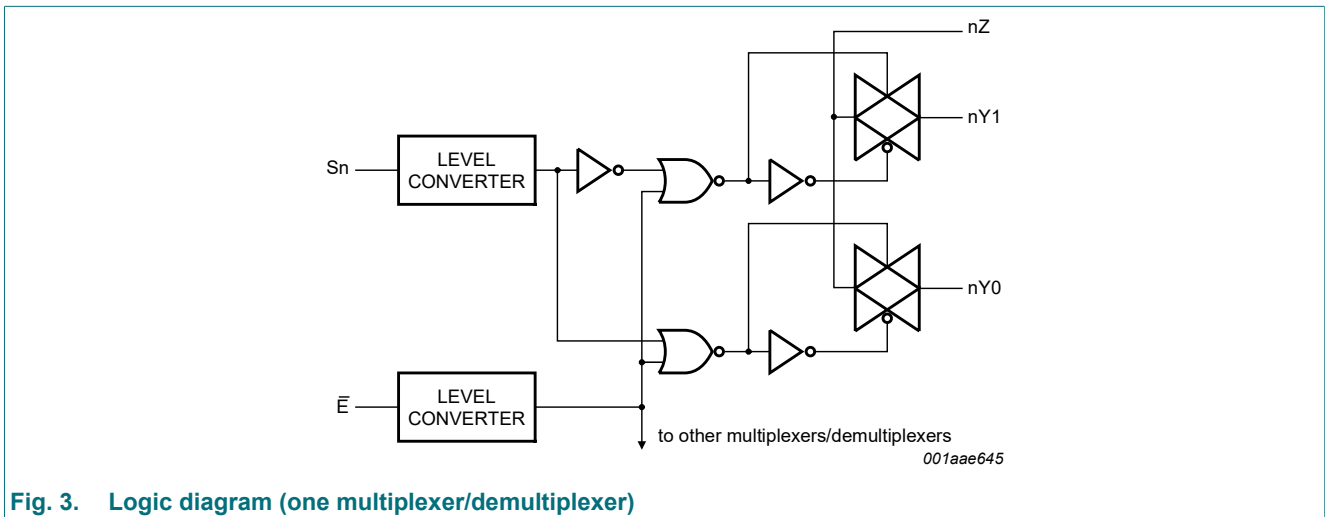 nZ
nY1
Sn
LEVEL
CONVERTER
nY0
E̅
LEVEL
CONVERTER
to other multiplexers/demultiplexers
001aae645
Fig. 3. Logic diagram (one multiplexer/demultiplexer)